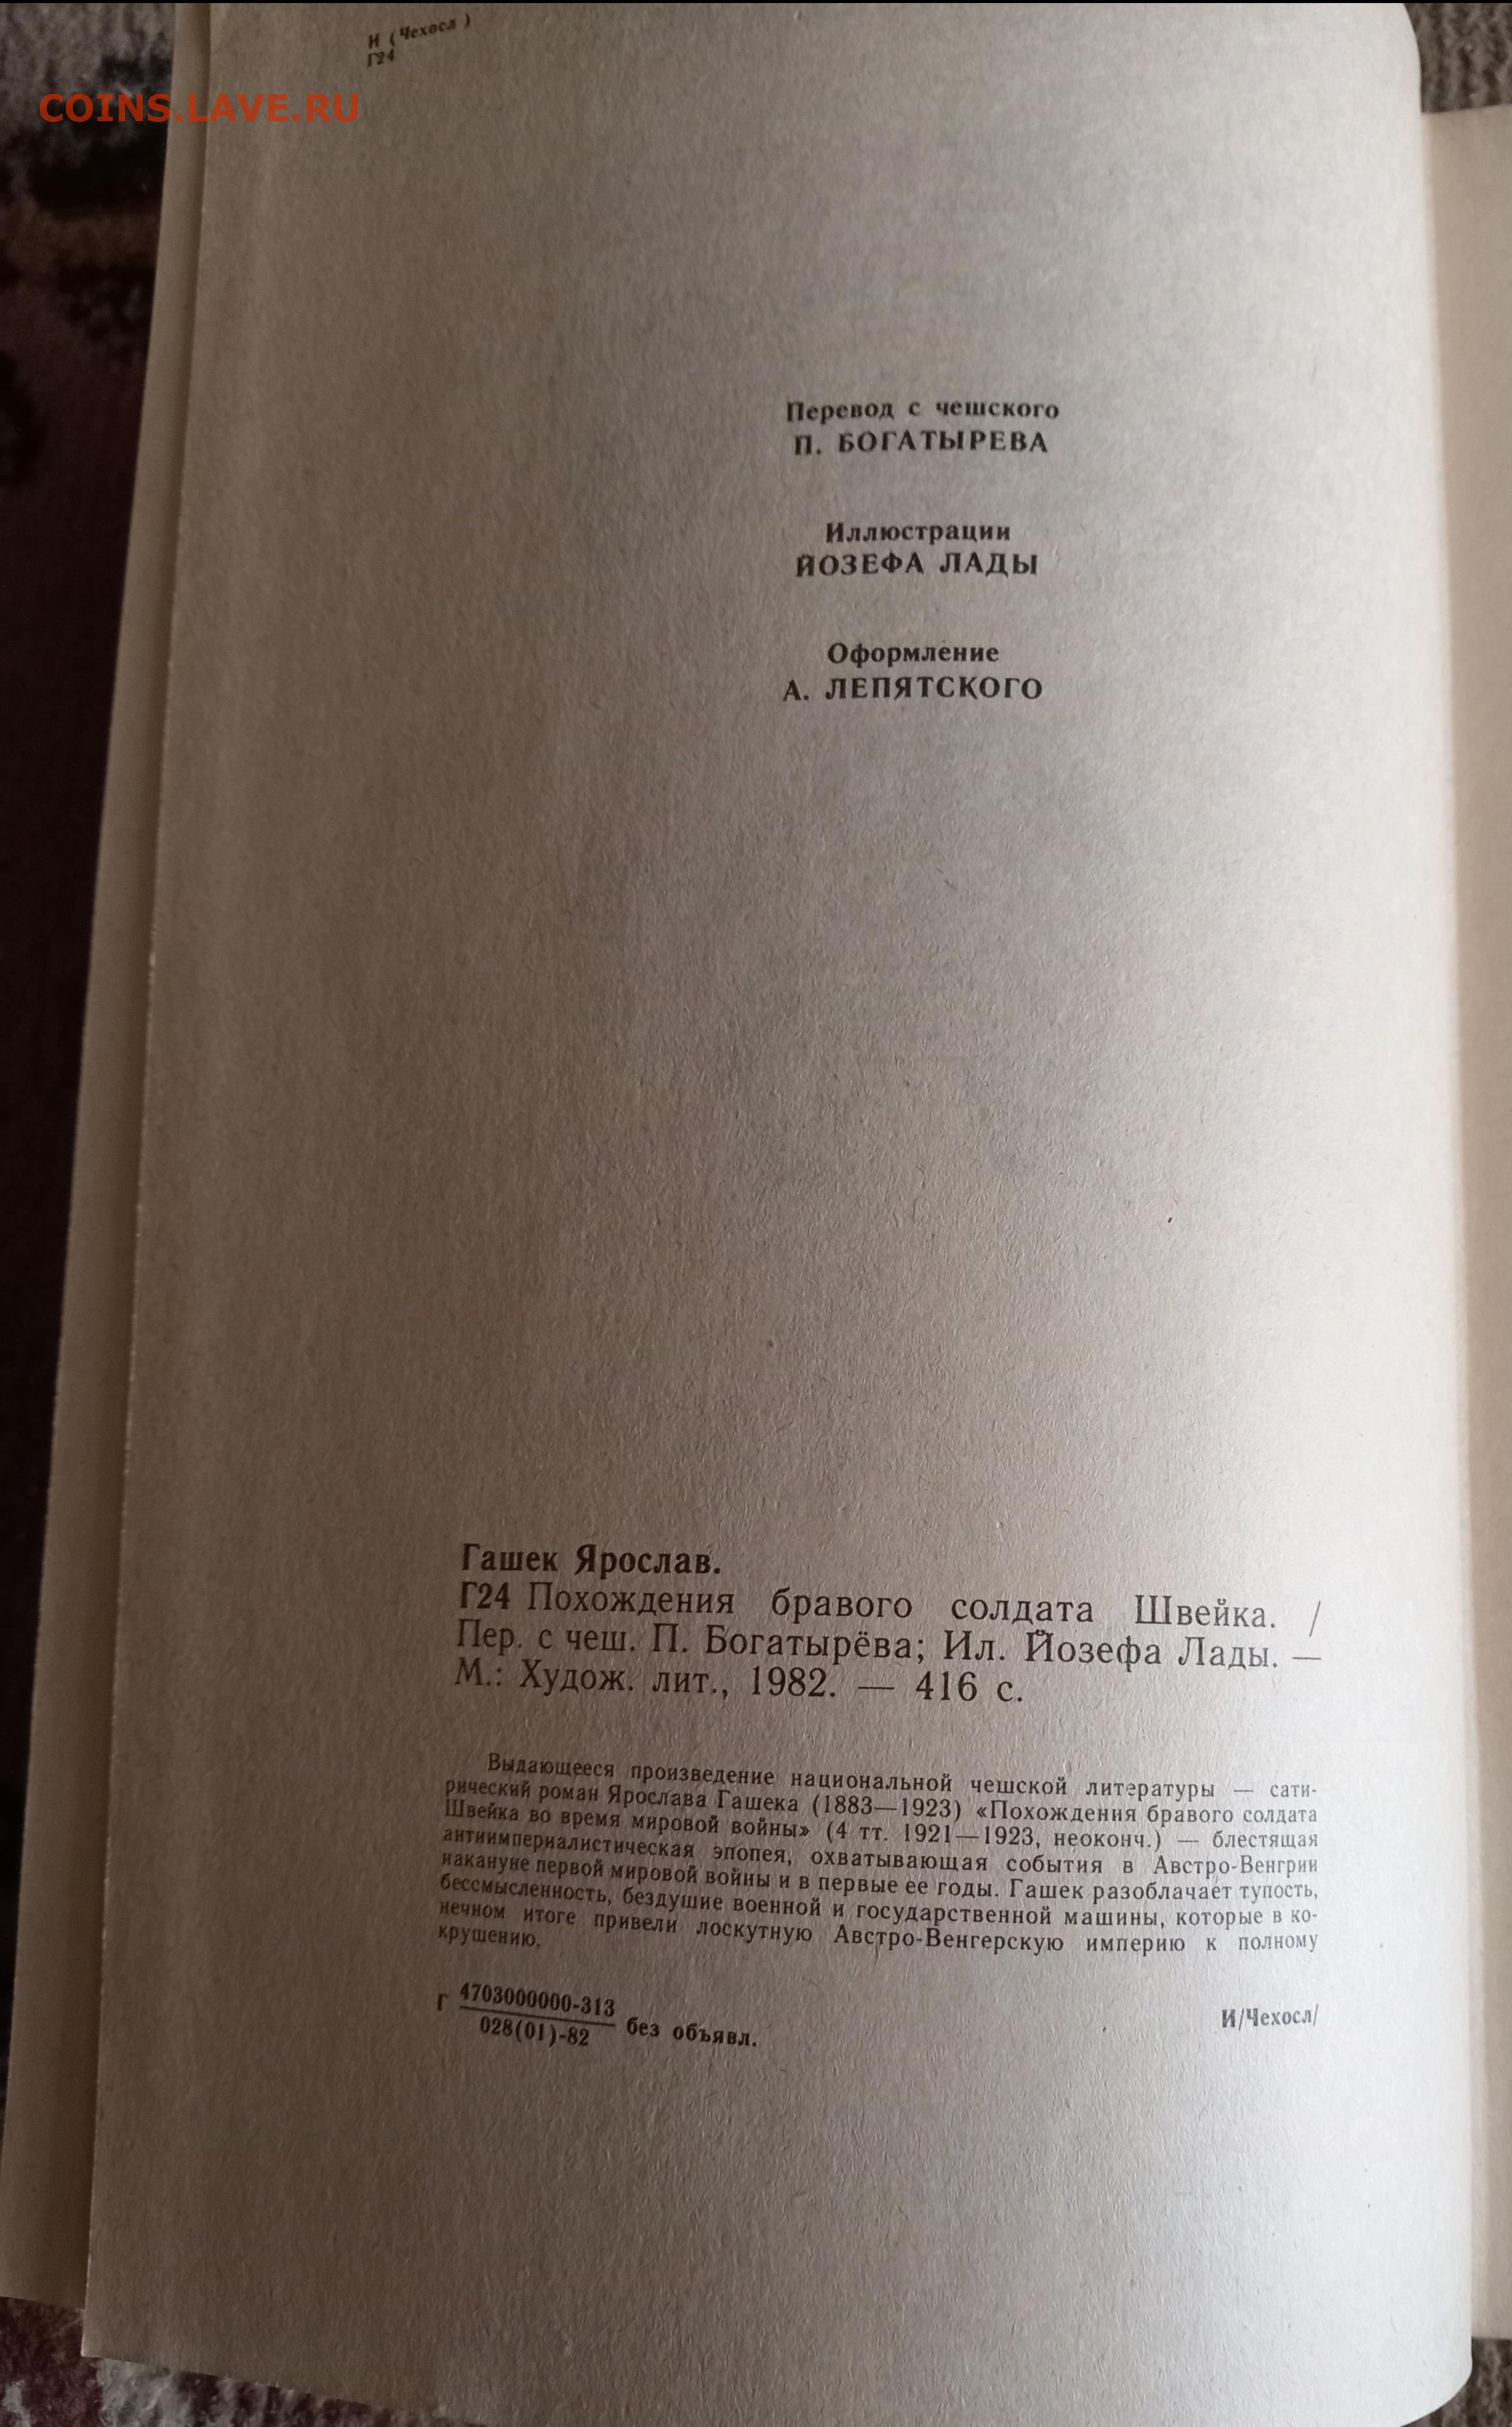 И (Чехосл )
Г24
COINS.LAVE.RU
Перевод с чешского
П. БОГАТЫРЕВА
Иллюстрации
ЙОЗЕФА ЛАДЫ
Оформление
А. ЛЕПЯТСКОГО
Гашек Ярослав.
Г24 Похождения бравого солдата Швейка. /
Пер. с чеш. П. Богатырёва; Ил. Йозефа Лады. —
М.: Худож. лит., 1982. — 416 с.
Выдающееся произведение национальной чешской литературы — сати-
рический роман Ярослава Гашека (1883—1923) «Похождения бравого солдата
Швейка во время мировой войны» (4 тт. 1921—1923, неоконч.) — блестящая
антиимпериалистическая эпопея, охватывающая события в Австро-Венгрии
накануне первой мировой войны и в первые ее годы. Гашек разоблачает тупость,
бессмысленность, бездушие военной и государственной машины, которые в ко-
нечном итоге привели лоскутную Австро-Венгерскую империю к полному
крушению.
Г 4703000000-313
028(01)-82 без объявл.
И/Чехосл/